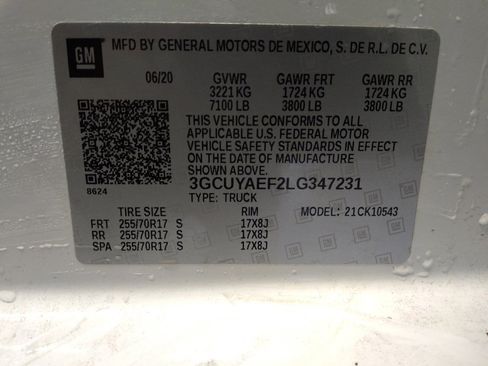 GM MFD BY GENERAL MOTORS DE MEXICO, S. DE R.L. DE C.V.
06/20 GVWR GAWR FRT GAWR RR
3221 KG 1724 KG 1724 KG
7100 LB 3800 LB 3800 LB
THIS VEHICLE CONFORMS TO ALL
APPLICABLE U.S. FEDERAL MOTOR
VEHICLE SAFETY STANDARDS IN EFFECT
ON THE DATE OF MANUFACTURE
SHOWN ABOVE.
8624 3GCUYAEF2LG347231
TYPE: TRUCK
TIRE SIZE RIM MODEL: 21CK10543
FRT 255/70R17 S 17X8J
RR 255/70R17 S 17X8J
SPA 255/70R17 S 17X8J